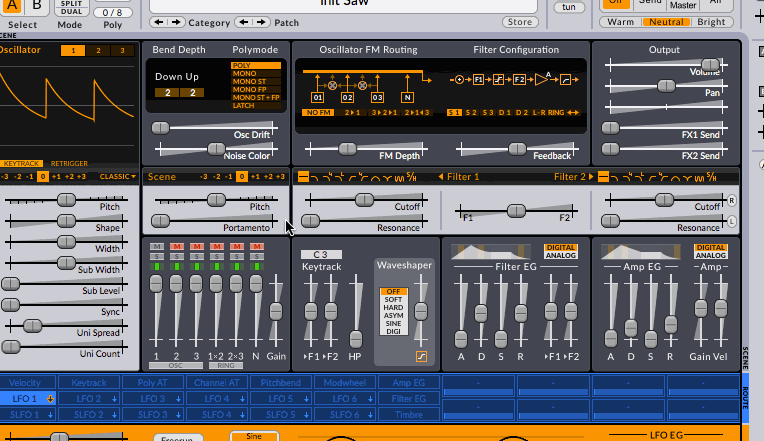 Init Saw
A B SPLIT DUAL 0 / 8
Select Mode Poly
Category Patch Store
tun
Off Send Master All
Warm Neutral Bright
SCENE
Oscillator 1 2 3
Bend Depth Polymode
Down Up
2 2
POLY
MONO
MONO ST
MONO FP
MONO ST + FP
LATCH
Osc Drift
Noise Color
Oscillator FM Routing
O1 O2 O3 N
NO FM 2▸1 3▸2▸1 2▸1◂3
FM Depth
Filter Configuration
F1 F2 A
S 1 S 2 S 3 D 1 D 2 L-R RING
Feedback
Output
Volume
Pan
FX1 Send
FX2 Send
KEYTRACK RETRIGGER
-3 -2 -1 0 +1 +2 +3 CLASSIC
Scene -3 -2 -1 0 +1 +2 +3
S/H Filter 1 Filter 2 S/H
Pitch
Shape
Width
Sub Width
Sub Level
Sync
Uni Spread
Uni Count
Pitch
Portamento
Cutoff
Resonance
F1 F2
Cutoff R
Resonance L
M M M M M M
S S S S S S
1 2 3 1×2 2×3 N Gain
OSC RING
C 3
Keytrack
▸F1 ▸F2 HP
Waveshaper
OFF
SOFT
HARD
ASYM
SINE
DIGI
DIGITAL
ANALOG
Filter EG
A D S R ▸F1 ▸F2
DIGITAL
ANALOG
Amp EG Amp
A D S R Gain Vel
SCENE
Velocity Keytrack Poly AT Channel AT Pitchbend Modwheel Amp EG - - - -
LFO 1 LFO 2 LFO 3 LFO 4 LFO 5 LFO 6 Filter EG - - - -
SLFO 1 SLFO 2 SLFO 3 SLFO 4 SLFO 5 SLFO 6 Timbre
ROUTE
Freerun Sine LFO EG